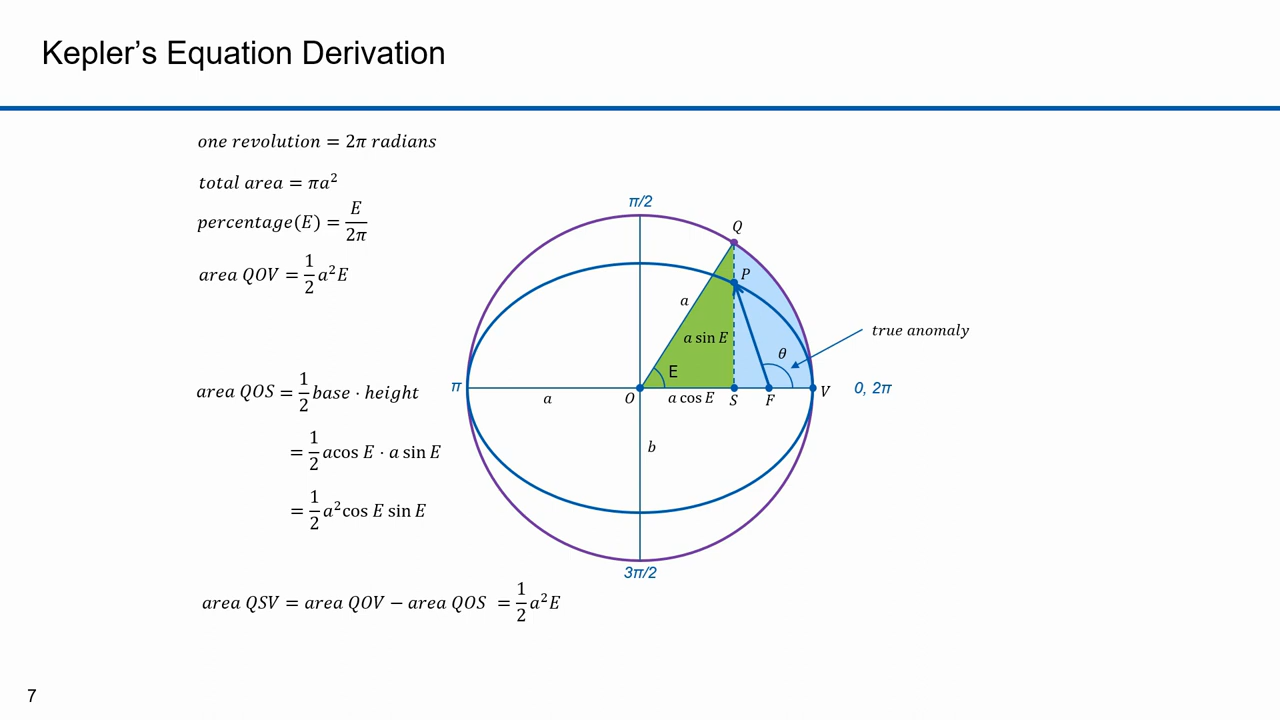 Kepler's Equation Derivation
one revolution = 2π radians
total area = πa²
percentage(E) = E/2π
area QOV = 1/2 a²E
area QOS = 1/2 base · height
= 1/2 acos E · a sin E
= 1/2 a²cos E sin E
area QSV = area QOV − area QOS = 1/2 a²E
π/2
Q
P
a
a sin E
θ
true anomaly
E
π
a
O
a cos E
S
F
V
0, 2π
b
3π/2
7